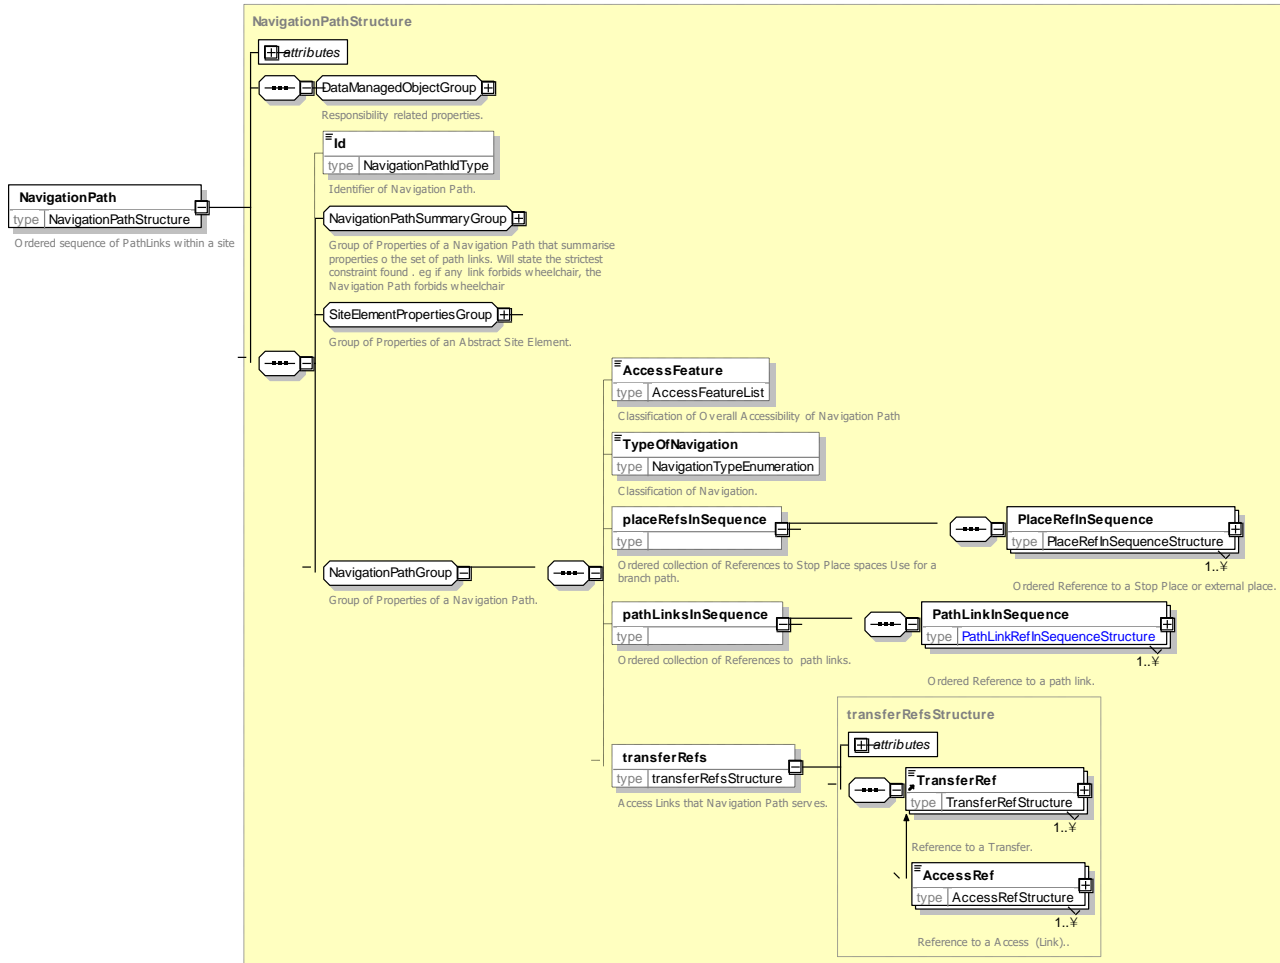 NavigationPathStructure
attributes
DataManagedObjectGroup
Responsibility related properties.
Id
type NavigationPathIdType
Identifier of Navigation Path.
NavigationPath
type NavigationPathStructure
Ordered sequence of PathLinks within a site
NavigationPathSummaryGroup
Group of Properties of a Navigation Path that summarise
properties o the set of path links. Will state the strictest
constraint found . eg if any link forbids wheelchair, the
Navigation Path forbids wheelchair
SiteElementPropertiesGroup
Group of Properties of an Abstract Site Element.
AccessFeature
type AccessFeatureList
Classification of Overall Accessibility of Navigation Path
TypeOfNavigation
type NavigationTypeEnumeration
Classification of Navigation.
placeRefsInSequence
type
Ordered collection of References to Stop Place spaces Use for a
branch path.
PlaceRefInSequence
type PlaceRefInSequenceStructure
1..¥
Ordered Reference to a Stop Place or external place.
NavigationPathGroup
Group of Properties of a Navigation Path.
pathLinksInSequence
type
Ordered collection of References to path links.
PathLinkInSequence
type PathLinkRefInSequenceStructure
1..¥
Ordered Reference to a path link.
transferRefs
type transferRefsStructure
Access Links that Navigation Path serves.
transferRefsStructure
attributes
TransferRef
type TransferRefStructure
1..¥
Reference to a Transfer.
AccessRef
type AccessRefStructure
1..¥
Reference to a Access (Link)..